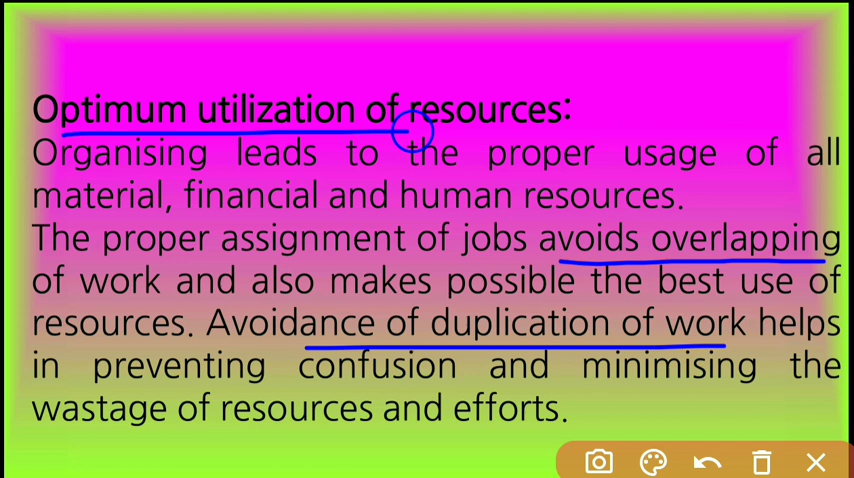 Optimum utilization of resources:
Organising leads to the proper usage of all
material, financial and human resources.
The proper assignment of jobs avoids overlapping
of work and also makes possible the best use of
resources. Avoidance of duplication of work helps
in preventing confusion and minimising the
wastage of resources and efforts.